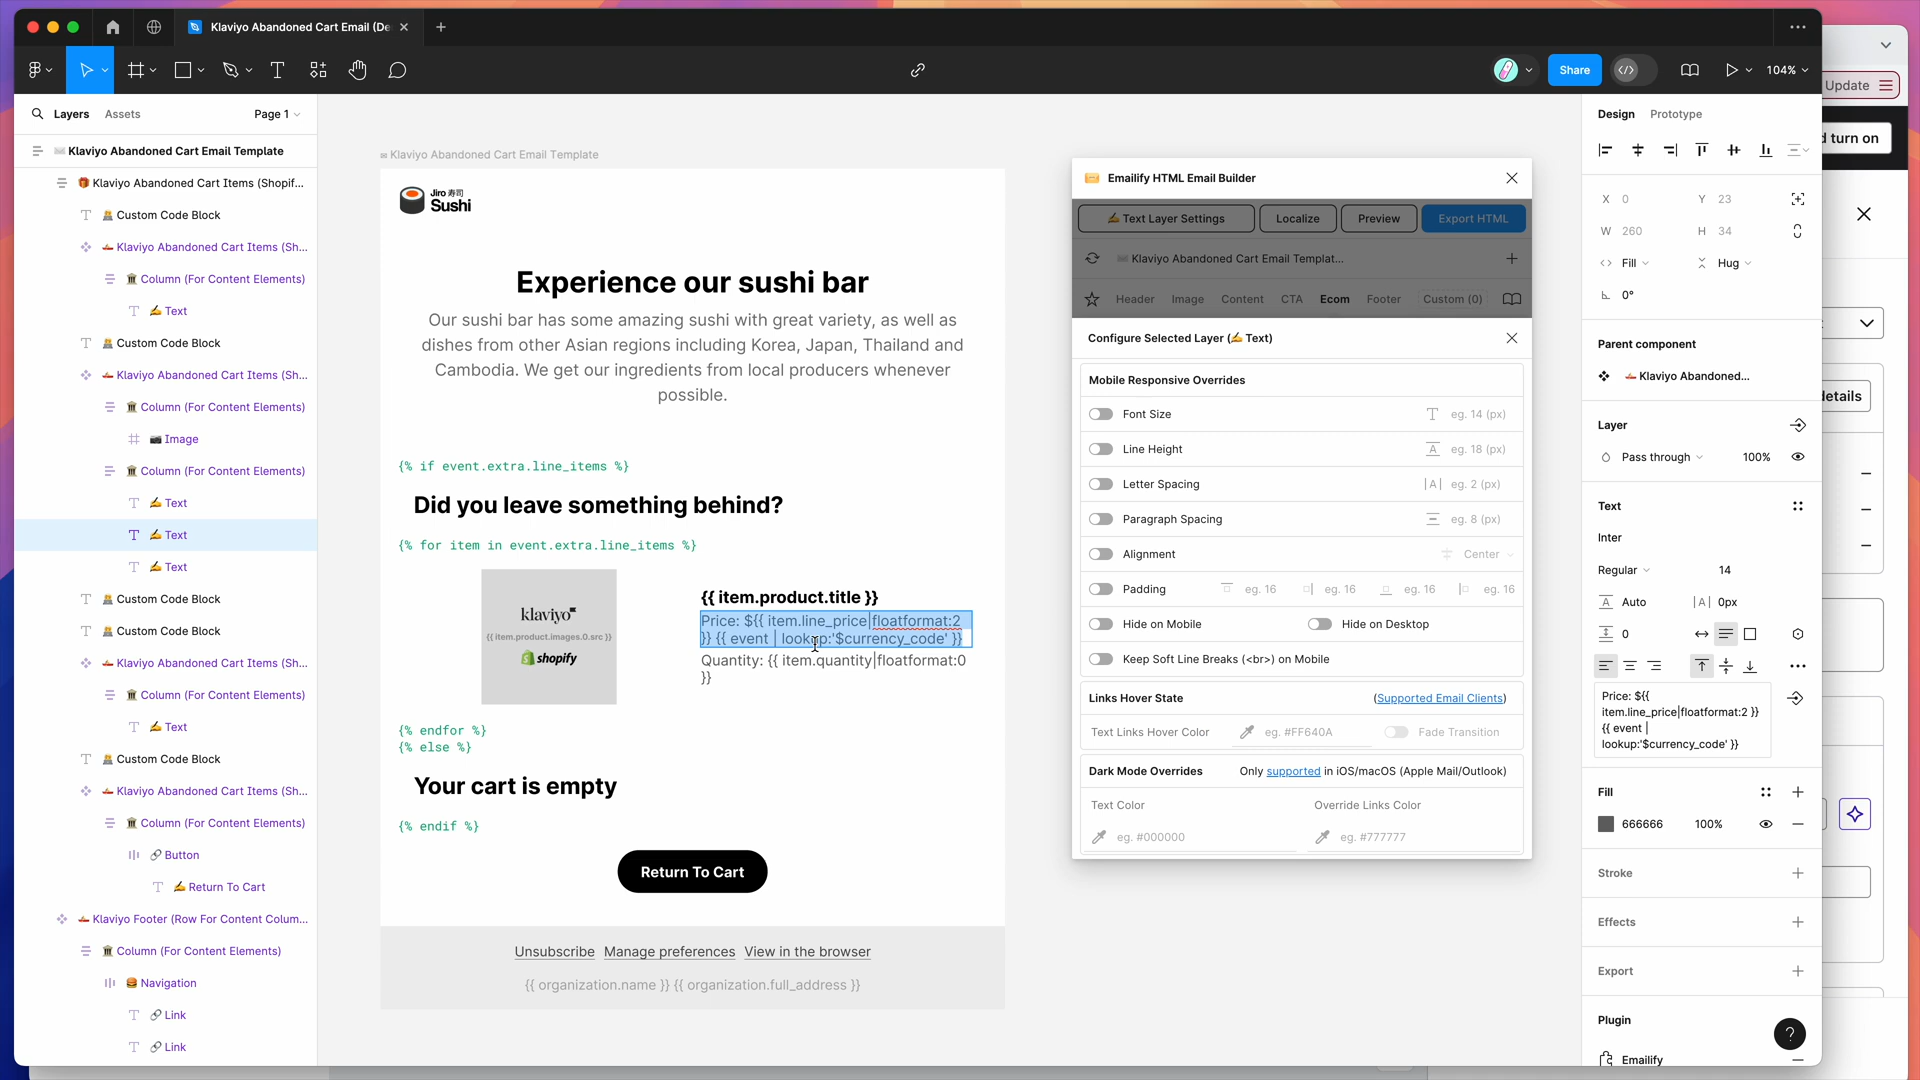 Klaviyo Abandoned Cart Email (De
104%
Share
Update
d turn on
etails
Layers
Assets
Page 1
Klaviyo Abandoned Cart Email Template
Klaviyo Abandoned Cart Items (Shopif...
Custom Code Block
Klaviyo Abandoned Cart Items (Sh...
Column (For Content Elements)
Text
Custom Code Block
Klaviyo Abandoned Cart Items (Sh...
Column (For Content Elements)
Image
Column (For Content Elements)
Text
Text
Text
Custom Code Block
Custom Code Block
Klaviyo Abandoned Cart Items (Sh...
Column (For Content Elements)
Text
Custom Code Block
Klaviyo Abandoned Cart Items (Sh...
Column (For Content Elements)
Button
Return To Cart
Klaviyo Footer (Row For Content Colum...
Column (For Content Elements)
Navigation
Link
Link
Klaviyo Abandoned Cart Email Template
Jiro 寿司
Sushi
Experience our sushi bar
Our sushi bar has some amazing sushi with great variety, as well as
dishes from other Asian regions including Korea, Japan, Thailand and
Cambodia. We get our ingredients from local producers whenever
possible.
{% if event.extra.line_items %}
Did you leave something behind?
{% for item in event.extra.line_items %}
klaviyo
{{ item.product.images.0.src }}
shopify
{{ item.product.title }}
Price: ${{ item.line_price|floatformat:2
}} {{ event | lookup:'$currency_code' }}
Quantity: {{ item.quantity|floatformat:0
}}
{% endfor %}
{% else %}
Your cart is empty
{% endif %}
Return To Cart
Unsubscribe Manage preferences View in the browser
{{ organization.name }} {{ organization.full_address }}
Emailify HTML Email Builder
Text Layer Settings
Localize
Preview
Export HTML
Klaviyo Abandoned Cart Email Templat...
Header Image Content CTA Ecom Footer Custom (0)
Configure Selected Layer (✍️ Text)
Mobile Responsive Overrides
Font Size eg. 14 (px)
Line Height eg. 18 (px)
Letter Spacing eg. 2 (px)
Paragraph Spacing eg. 8 (px)
Alignment Center
Padding eg. 16 eg. 16 eg. 16 eg. 16
Hide on Mobile Hide on Desktop
Keep Soft Line Breaks (<br>) on Mobile
Links Hover State (Supported Email Clients)
Text Links Hover Color eg. #FF640A Fade Transition
Dark Mode Overrides Only supported in iOS/macOS (Apple Mail/Outlook)
Text Color Override Links Color
eg. #000000 eg. #777777
Design Prototype
X 0 Y 23
W 260 H 34
Fill Hug
0°
Parent component
Klaviyo Abandoned...
Layer
Pass through 100%
Text
Inter
Regular 14
Auto |A| 0px
0
Price: ${{
item.line_price|floatformat:2 }}
{{ event |
lookup:'$currency_code' }}
Fill
666666 100%
Stroke
Effects
Export
Plugin
Emailify
?